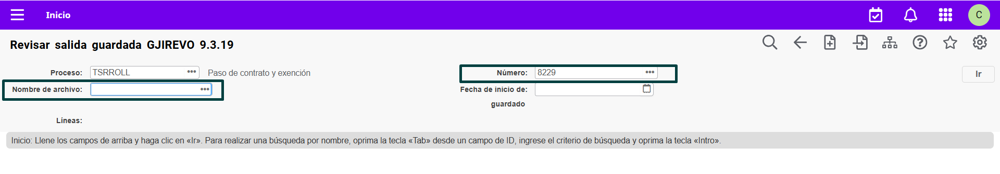 Inicio
C
Revisar salida guardada GJIREVO 9.3.19
Proceso: TSRROLL ••• Paso de contrato y exención
Número: 8229 •••
Ir
Nombre de archivo: •••
Fecha de inicio de:
guardado
Líneas:
Inicio: Llene los campos de arriba y haga clic en «Ir». Para realizar una búsqueda por nombre, oprima la tecla «Tab» desde un campo de ID, ingrese el criterio de búsqueda y oprima la tecla «Intro».